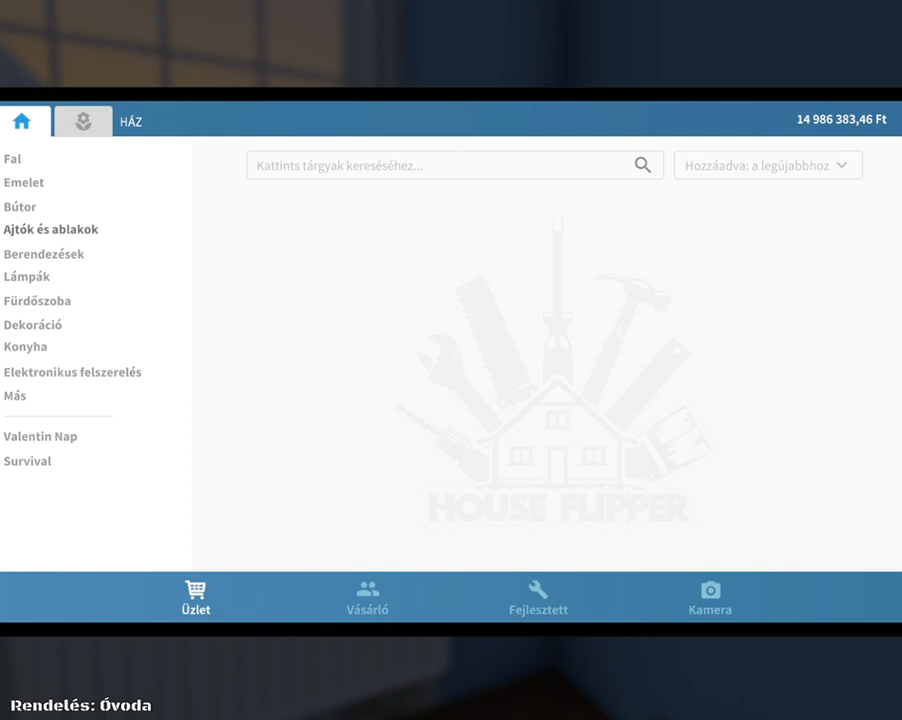 HÁZ
14 986 383,46 Ft
Fal
Emelet
Bútor
Ajtók és ablakok
Berendezések
Lámpák
Fürdőszoba
Dekoráció
Konyha
Elektronikus felszerelés
Más
Valentin Nap
Survival
Kattints tárgyak kereséséhez...
Hozzáadva: a legújabbhoz
HOUSE FLIPPER
Üzlet
Vásárló
Fejlesztett
Kamera
Rendelés: Óvoda